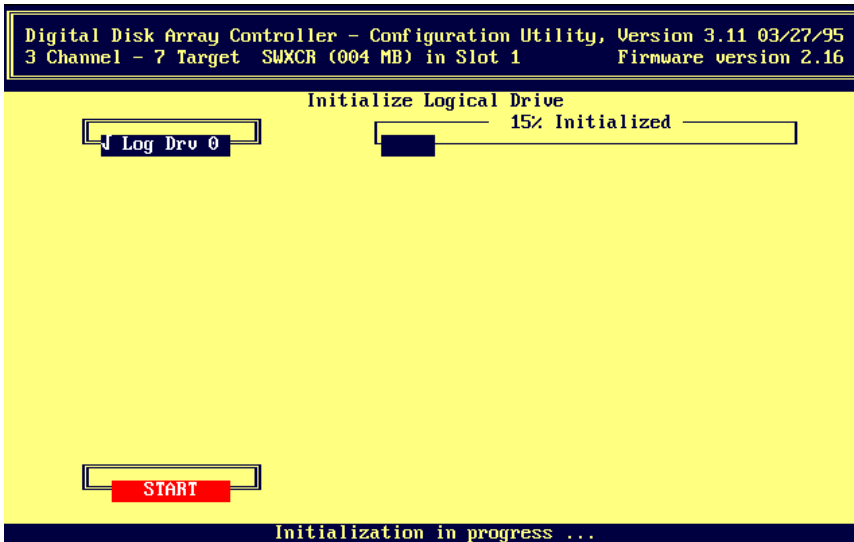 Digital Disk Array Controller - Configuration Utility, Version 3.11 03/27/95
3 Channel - 7 Target SWXCR (004 MB) in Slot 1 Firmware version 2.16
Initialize Logical Drive
15% Initialized
√ Log Drv 0
START
Initialization in progress ...